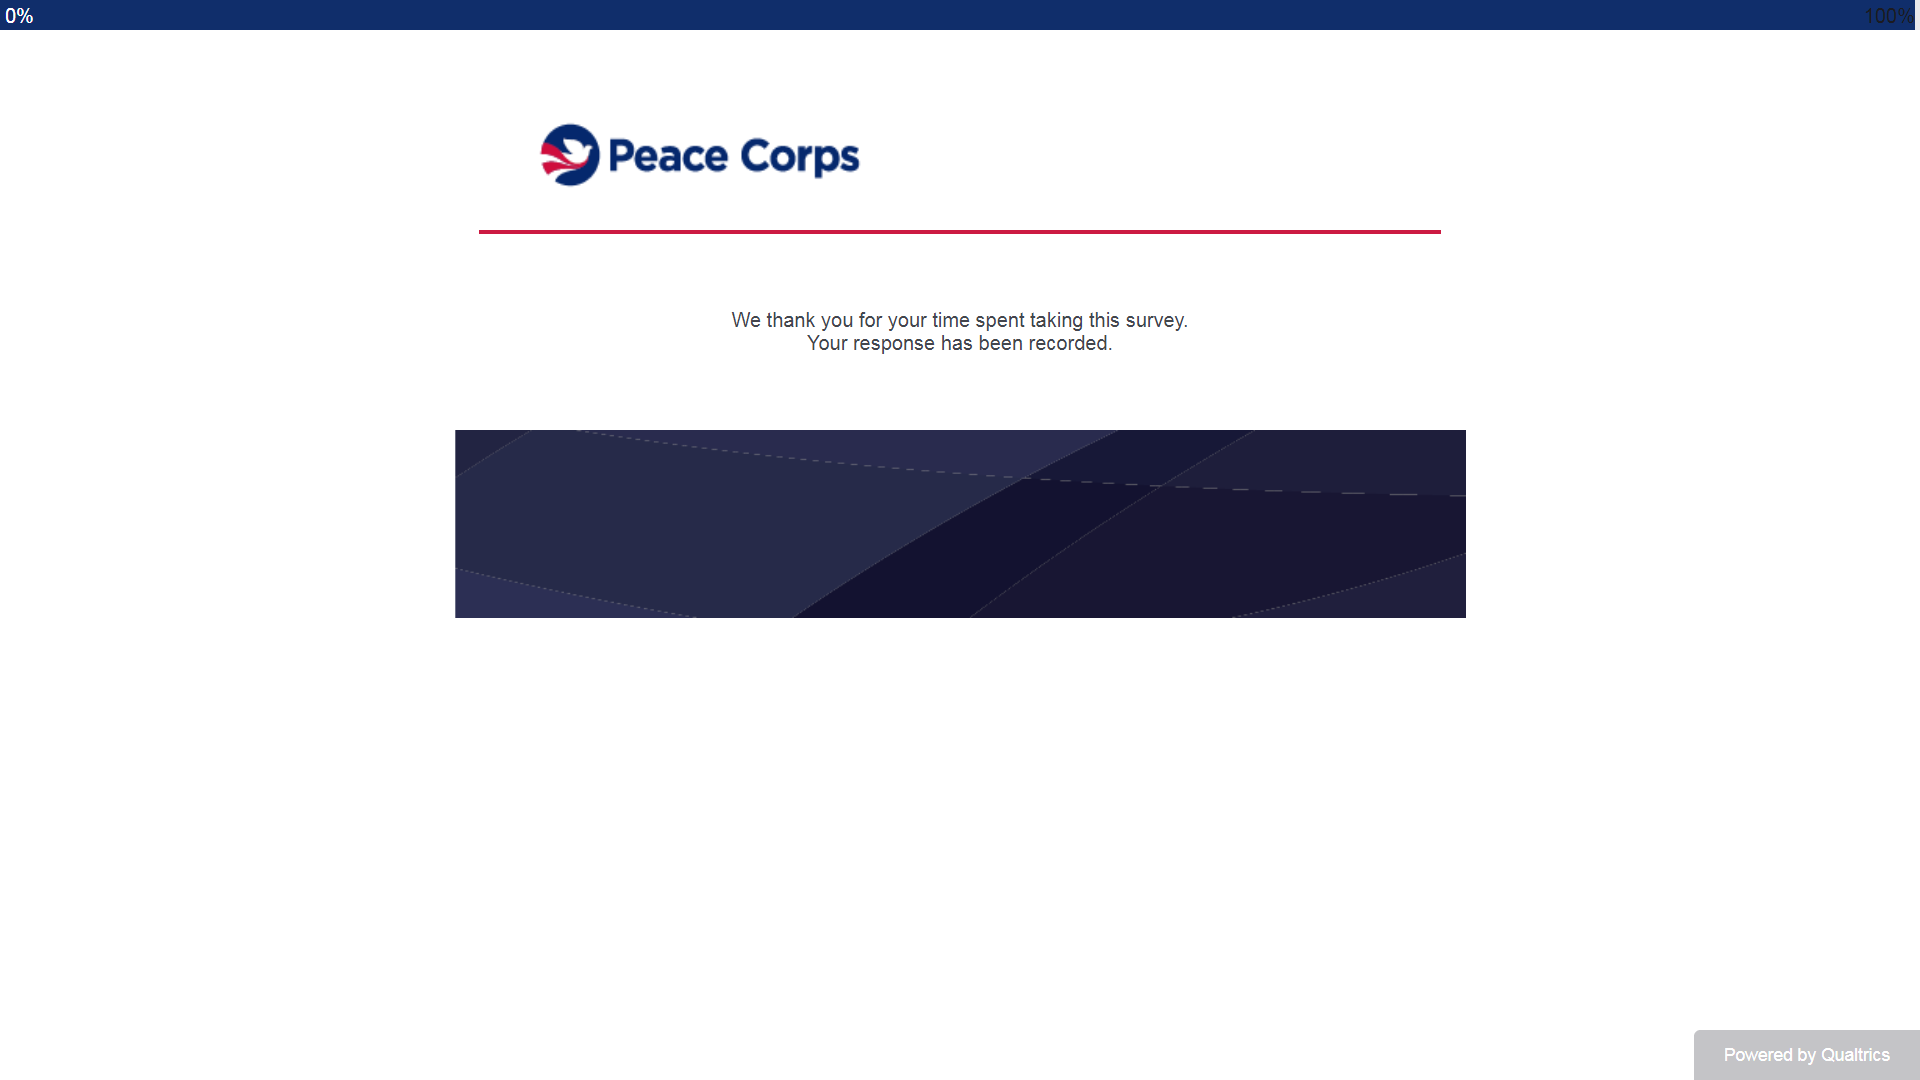 0%
100%
Peace Corps
We thank you for your time spent taking this survey.
Your response has been recorded.
Powered by Qualtrics